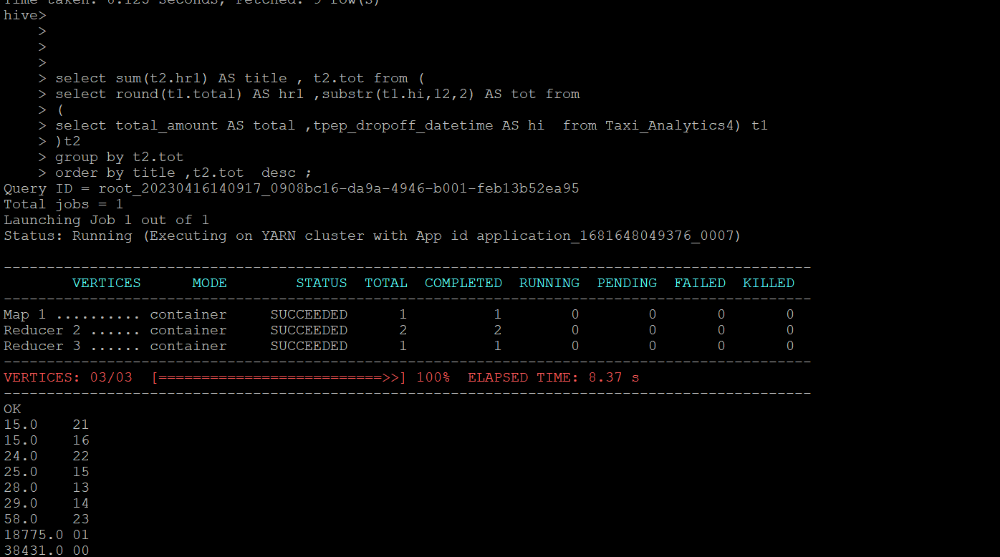 Time taken: 8.125 seconds, Fetched: 9 row(s)
hive>
>
>
>
> select sum(t2.hr1) AS title , t2.tot from (
> select round(t1.total) AS hr1 ,substr(t1.hi,12,2) AS tot from
> (
> select total_amount AS total ,tpep_dropoff_datetime AS hi  from Taxi_Analytics4) t1
> )t2
> group by t2.tot
> order by title ,t2.tot  desc ;
Query ID = root_20230416140917_0908bc16-da9a-4946-b001-feb13b52ea95
Total jobs = 1
Launching Job 1 out of 1
Status: Running (Executing on YARN cluster with App id application_1681648049376_0007)
----------------------------------------------------------------------------------------------
VERTICES      MODE        STATUS  TOTAL  COMPLETED  RUNNING  PENDING  FAILED  KILLED
----------------------------------------------------------------------------------------------
Map 1 .......... container     SUCCEEDED      1          1        0        0       0       0
Reducer 2 ...... container     SUCCEEDED      2          2        0        0       0       0
Reducer 3 ...... container     SUCCEEDED      1          1        0        0       0       0
----------------------------------------------------------------------------------------------
VERTICES: 03/03  [==========================>>] 100%  ELAPSED TIME: 8.37 s
----------------------------------------------------------------------------------------------
OK
15.0    21
15.0    16
24.0    22
25.0    15
28.0    13
29.0    14
58.0    23
18775.0 01
38431.0 00